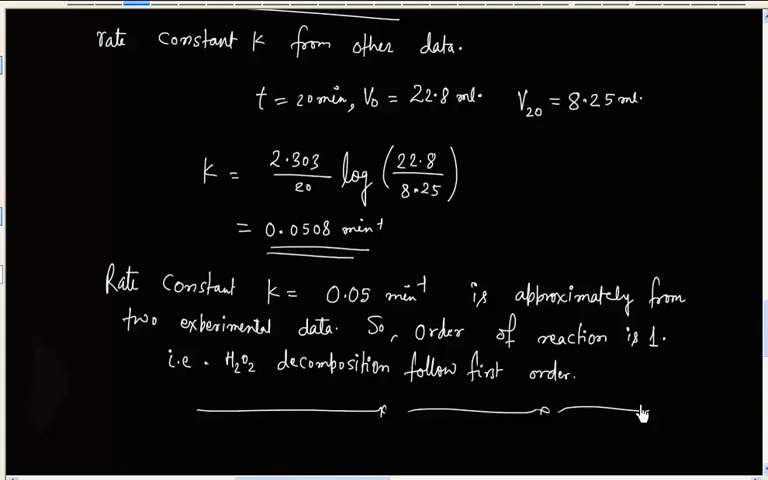 rate constant K from other data.
t = 20 min, V₀ = 22.8 ml. V₂₀ = 8.25 ml.
K = 2.303/20 log (22.8/8.25)
= 0.0508 min⁻¹
Rate Constant K = 0.05 min⁻¹ is approximately from
two experimental data. So, order of reaction is 1.
i.e. H₂O₂ decomposition follow first order.